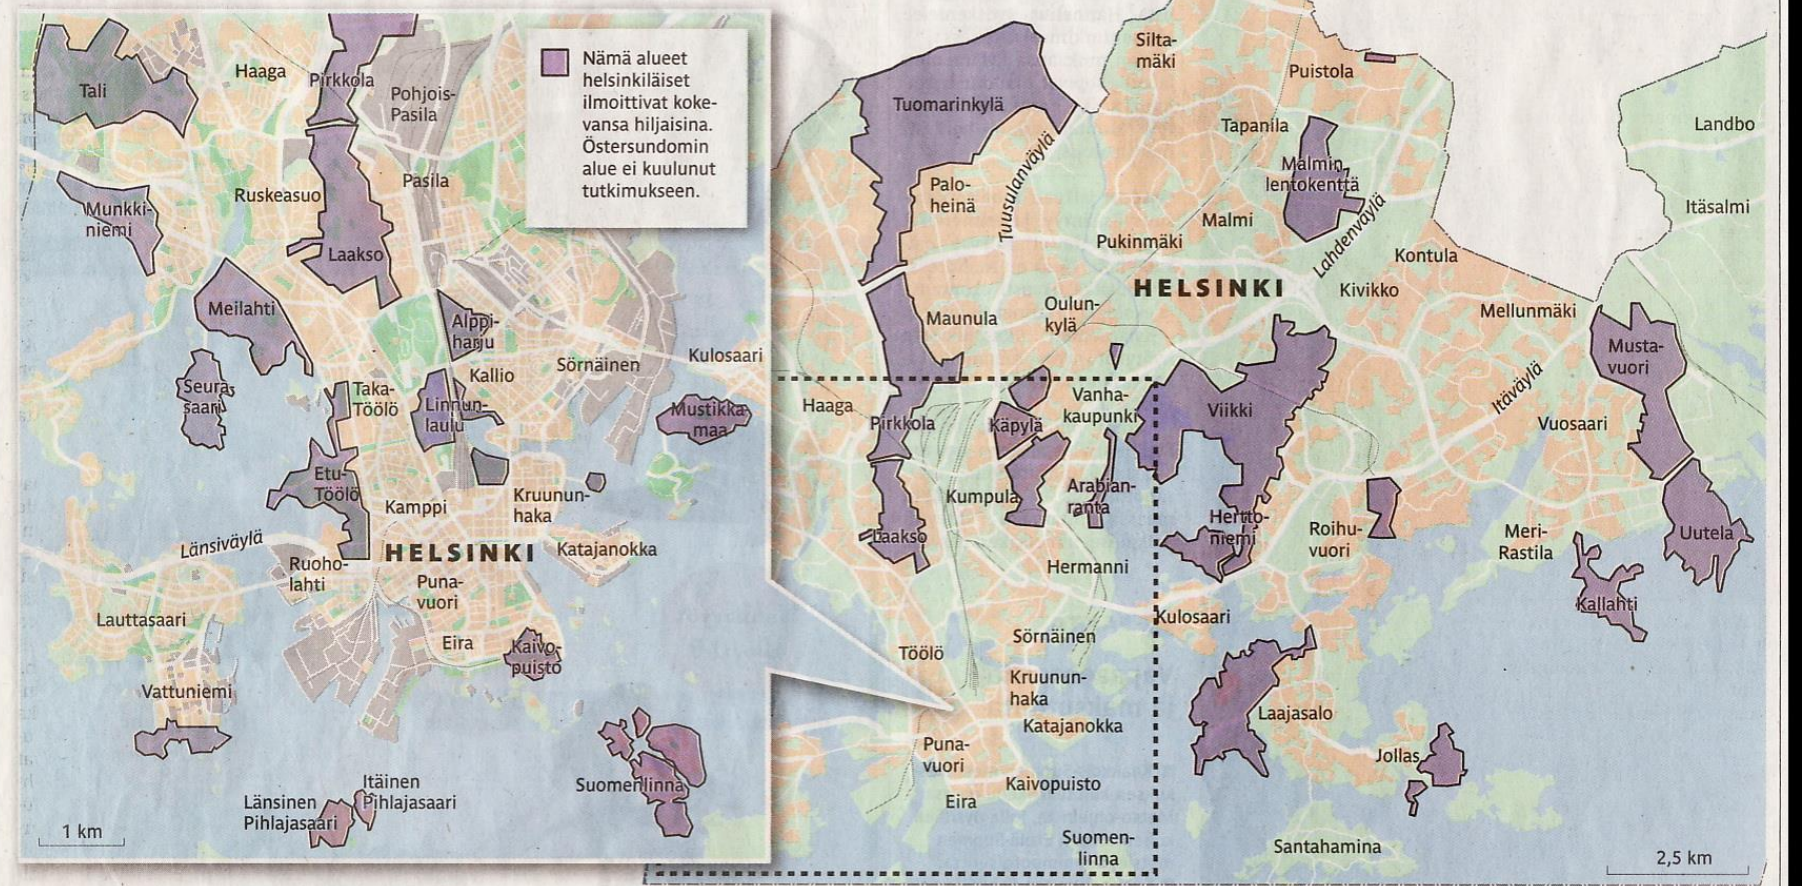 Tali
Haaga
Pirkkola
Pohjois-
Pasila
Nämä alueet
helsinkiläiset
ilmoittivat koke-
vansa hiljaisina.
Östersundomin
alue ei kuulunut
tutkimukseen.
Pasila
Ruskeasuo
Munkki-
niemi
Laakso
Meilahti
Alppi-
harju
Kallio
Sörnäinen
Kulosaari
Seura-
saari
Taka-
Töölö
Linnun-
laulu
Mustikka-
maa
Etu-
Töölö
Kamppi
Kruunun-
haka
Länsiväylä
HELSINKI
Katajanokka
Ruoho-
lahti
Puna-
vuori
Lauttasaari
Eira
Kaivo-
puisto
Vattuniemi
Suomenlinna
Itäinen
Pihlajasaari
Länsinen
Pihlajasaari
1 km
Silta-
mäki
Puistola
Tuomarinkylä
Tapanila
Landbo
Malmin
lentokenttä
Palo-
heinä
Tuusulanväylä
Itäsalmi
Malmi
Pukinmäki
Lahdenväylä
Kontula
HELSINKI
Kivikko
Oulun-
kylä
Maunula
Mellunmäki
Musta-
vuori
Itäväylä
Haaga
Pirkkola
Käpylä
Vanha-
kaupunki
Viikki
Vuosaari
Kumpula
Arabian-
ranta
Laakso
Hertto-
niemi
Roihu-
vuori
Meri-
Rastila
Uutela
Hermanni
Kallahti
Kulosaari
Sörnäinen
Töölö
Kruunun-
haka
Laajasalo
Katajanokka
Puna-
vuori
Jollas
Kaivopuisto
Eira
Suomen-
linna
Santahamina
2,5 km